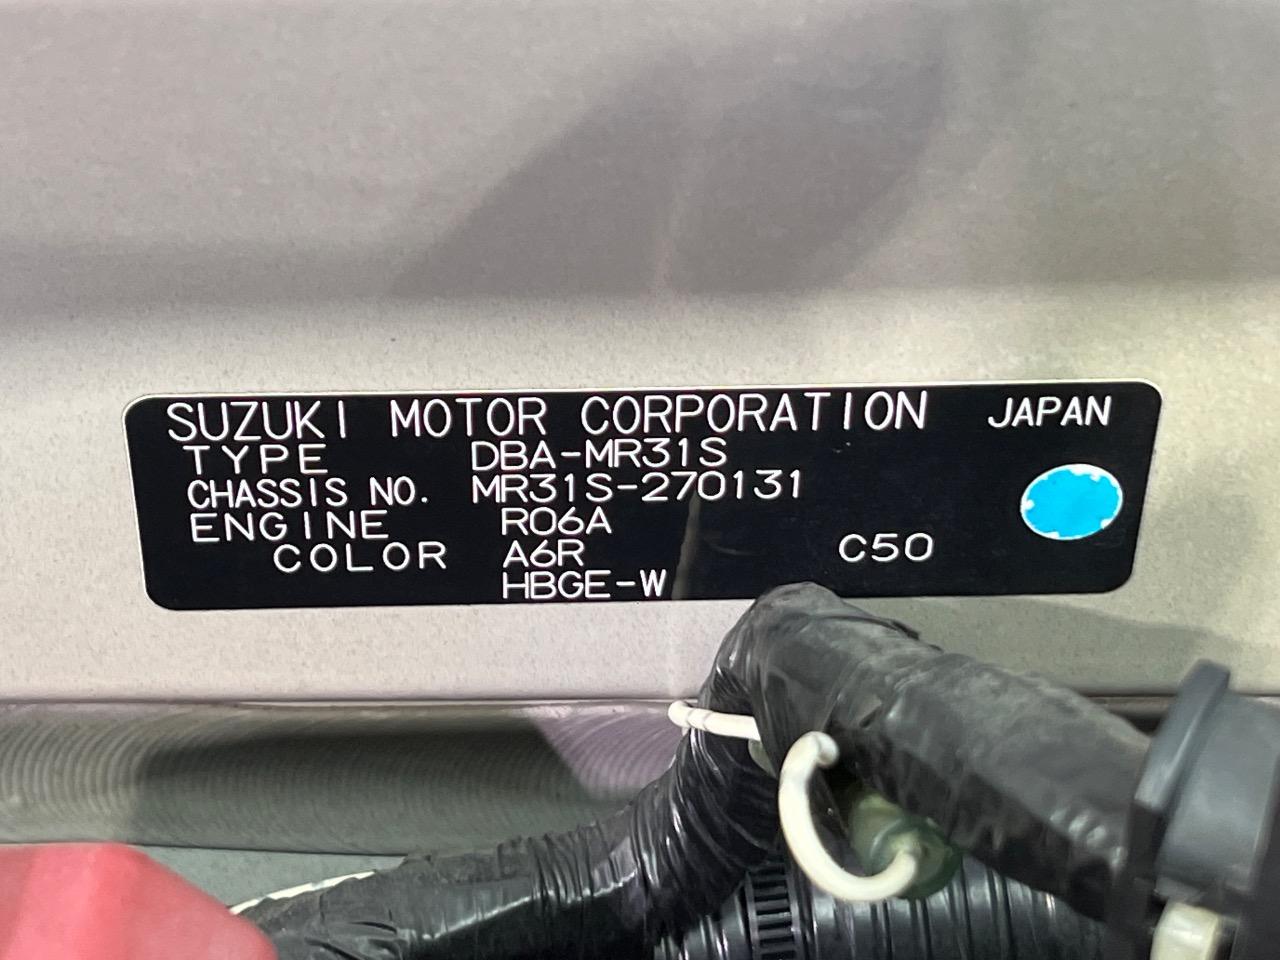 SUZUKI MOTOR CORPORATION JAPAN
TYPE DBA-MR31S
CHASSIS NO. MR31S-270131
ENGINE R06A
COLOR A6R C50
HBGE-W